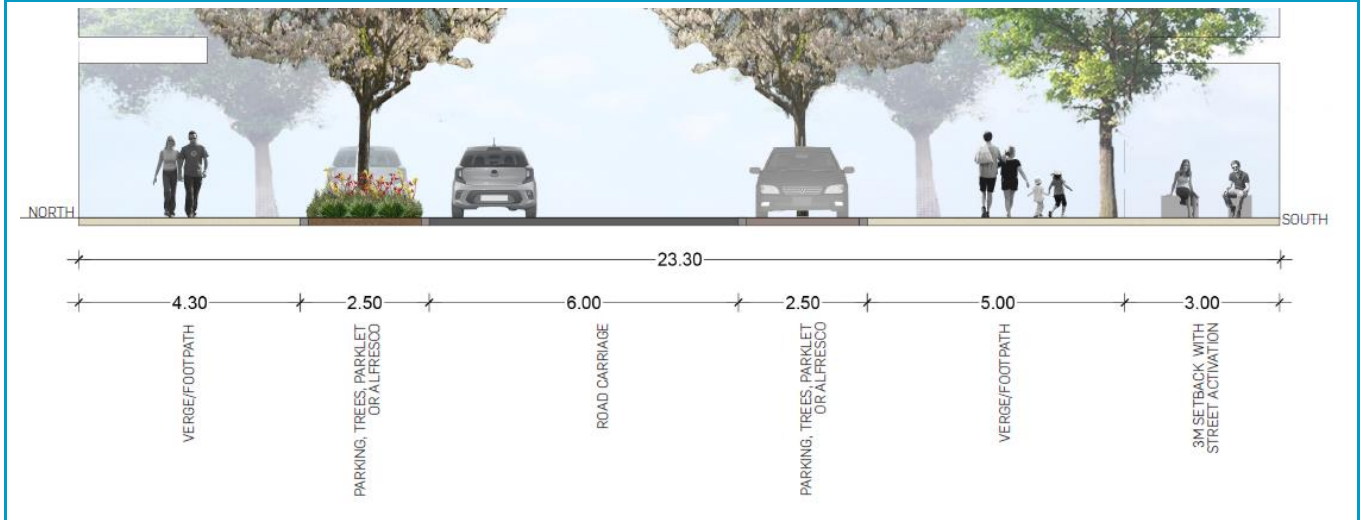 NORTH
SOUTH
23.30
4.30
2.50
6.00
2.50
5.00
3.00
VERGE/FOOTPATH
PARKING, TREES, PARKLET
OR ALFRESCO
ROAD CARRIAGE
PARKING, TREES, PARKLET
OR ALFRESCO
VERGE/FOOTPATH
3M SETBACK WITH
STREET ACTIVATION